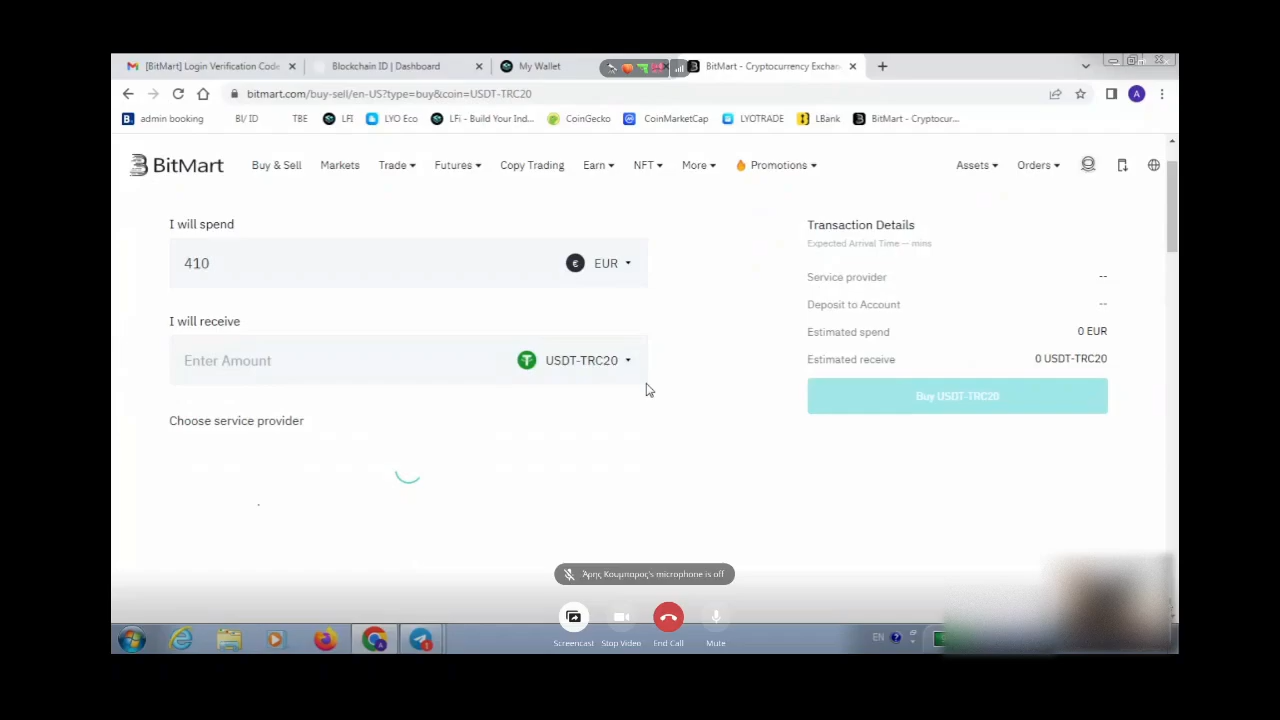 [BitMart] Login Verification Code
Blockchain ID | Dashboard
My Wallet
BitMart - Cryptocurrency Exchan
bitmart.com/buy-sell/en-US?type=buy&coin=USDT-TRC20
A
B. admin booking
BI/ ID
TBE
LFI
LYO Eco
LFi - Build Your Ind...
CoinGecko
CoinMarketCap
LYOTRADE
LBank
BitMart - Cryptocur...
BitMart
Buy & Sell
Markets
Trade
Futures
Copy Trading
Earn
NFT
More
Promotions
Assets
Orders
I will spend
410
€ EUR
I will receive
Enter Amount
USDT-TRC20
Choose service provider
Transaction Details
Expected Arrival Time -- mins
Service provider --
Deposit to Account --
Estimated spend 0 EUR
Estimated receive 0 USDT-TRC20
Buy USDT-TRC20
Άρης Κουμπαρος's microphone is off
Screencast
Stop Video
End Call
Mute
EN